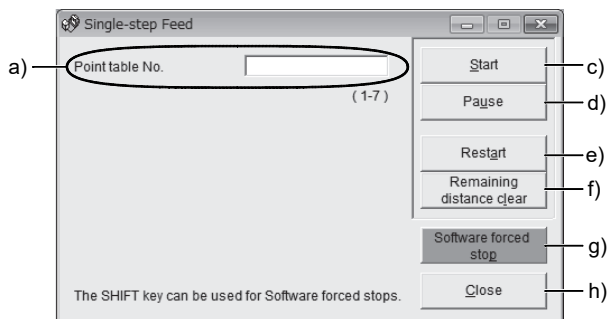 Single-step Feed
a)
Point table No.
( 1-7 )
Start
c)
Pause
d)
Restart
e)
Remaining
distance clear
f)
Software forced
stop
g)
The SHIFT key can be used for Software forced stops.
Close
h)